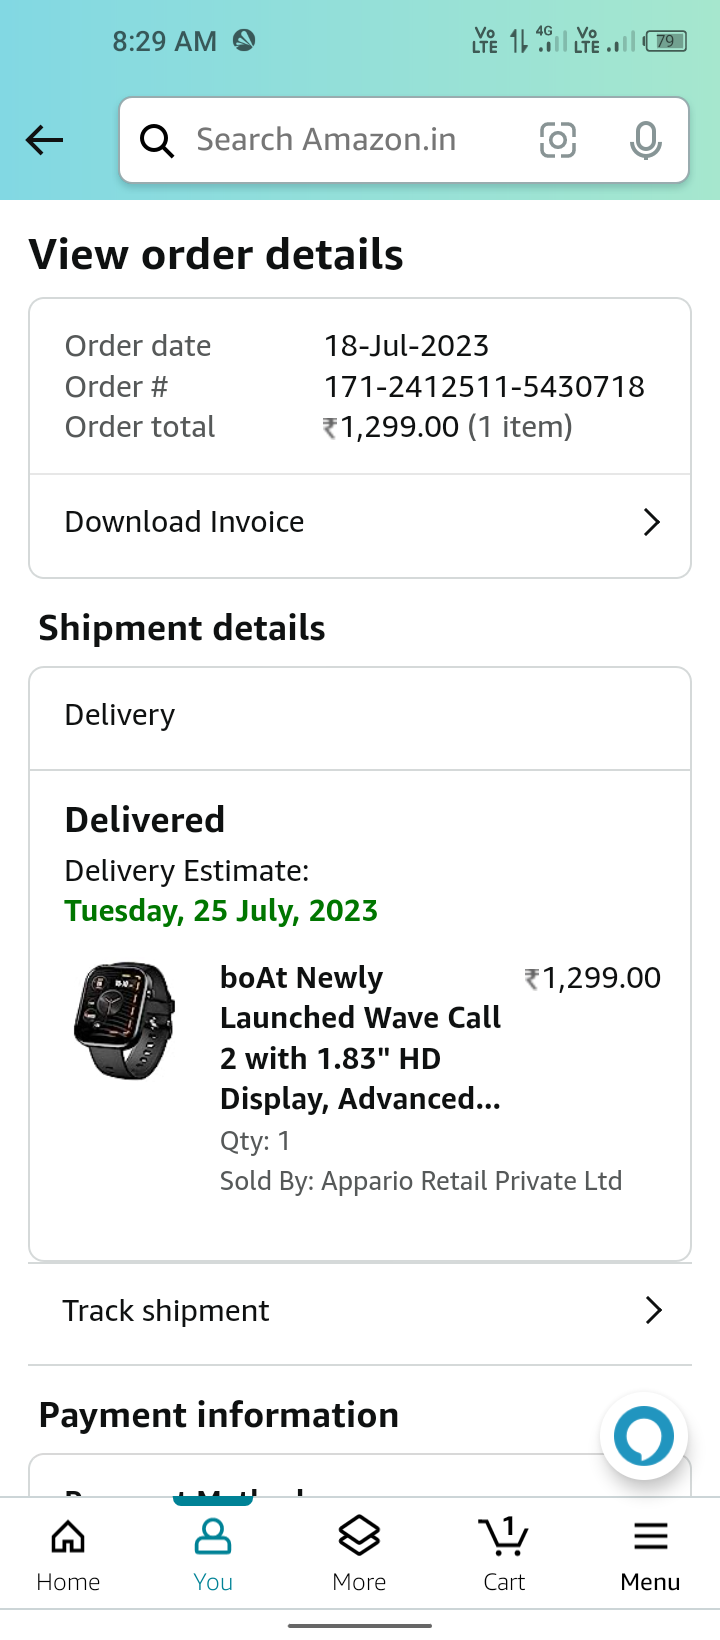 8:29 AM
Vo LTE 4G Vo LTE 79
Search Amazon.in
View order details
Order date 18-Jul-2023
Order # 171-2412511-5430718
Order total ₹1,299.00 (1 item)
Download Invoice
Shipment details
Delivery
Delivered
Delivery Estimate:
Tuesday, 25 July, 2023
boAt Newly ₹1,299.00
Launched Wave Call
2 with 1.83" HD
Display, Advanced...
Qty: 1
Sold By: Appario Retail Private Ltd
Track shipment
Payment information
1
Home You More Cart Menu